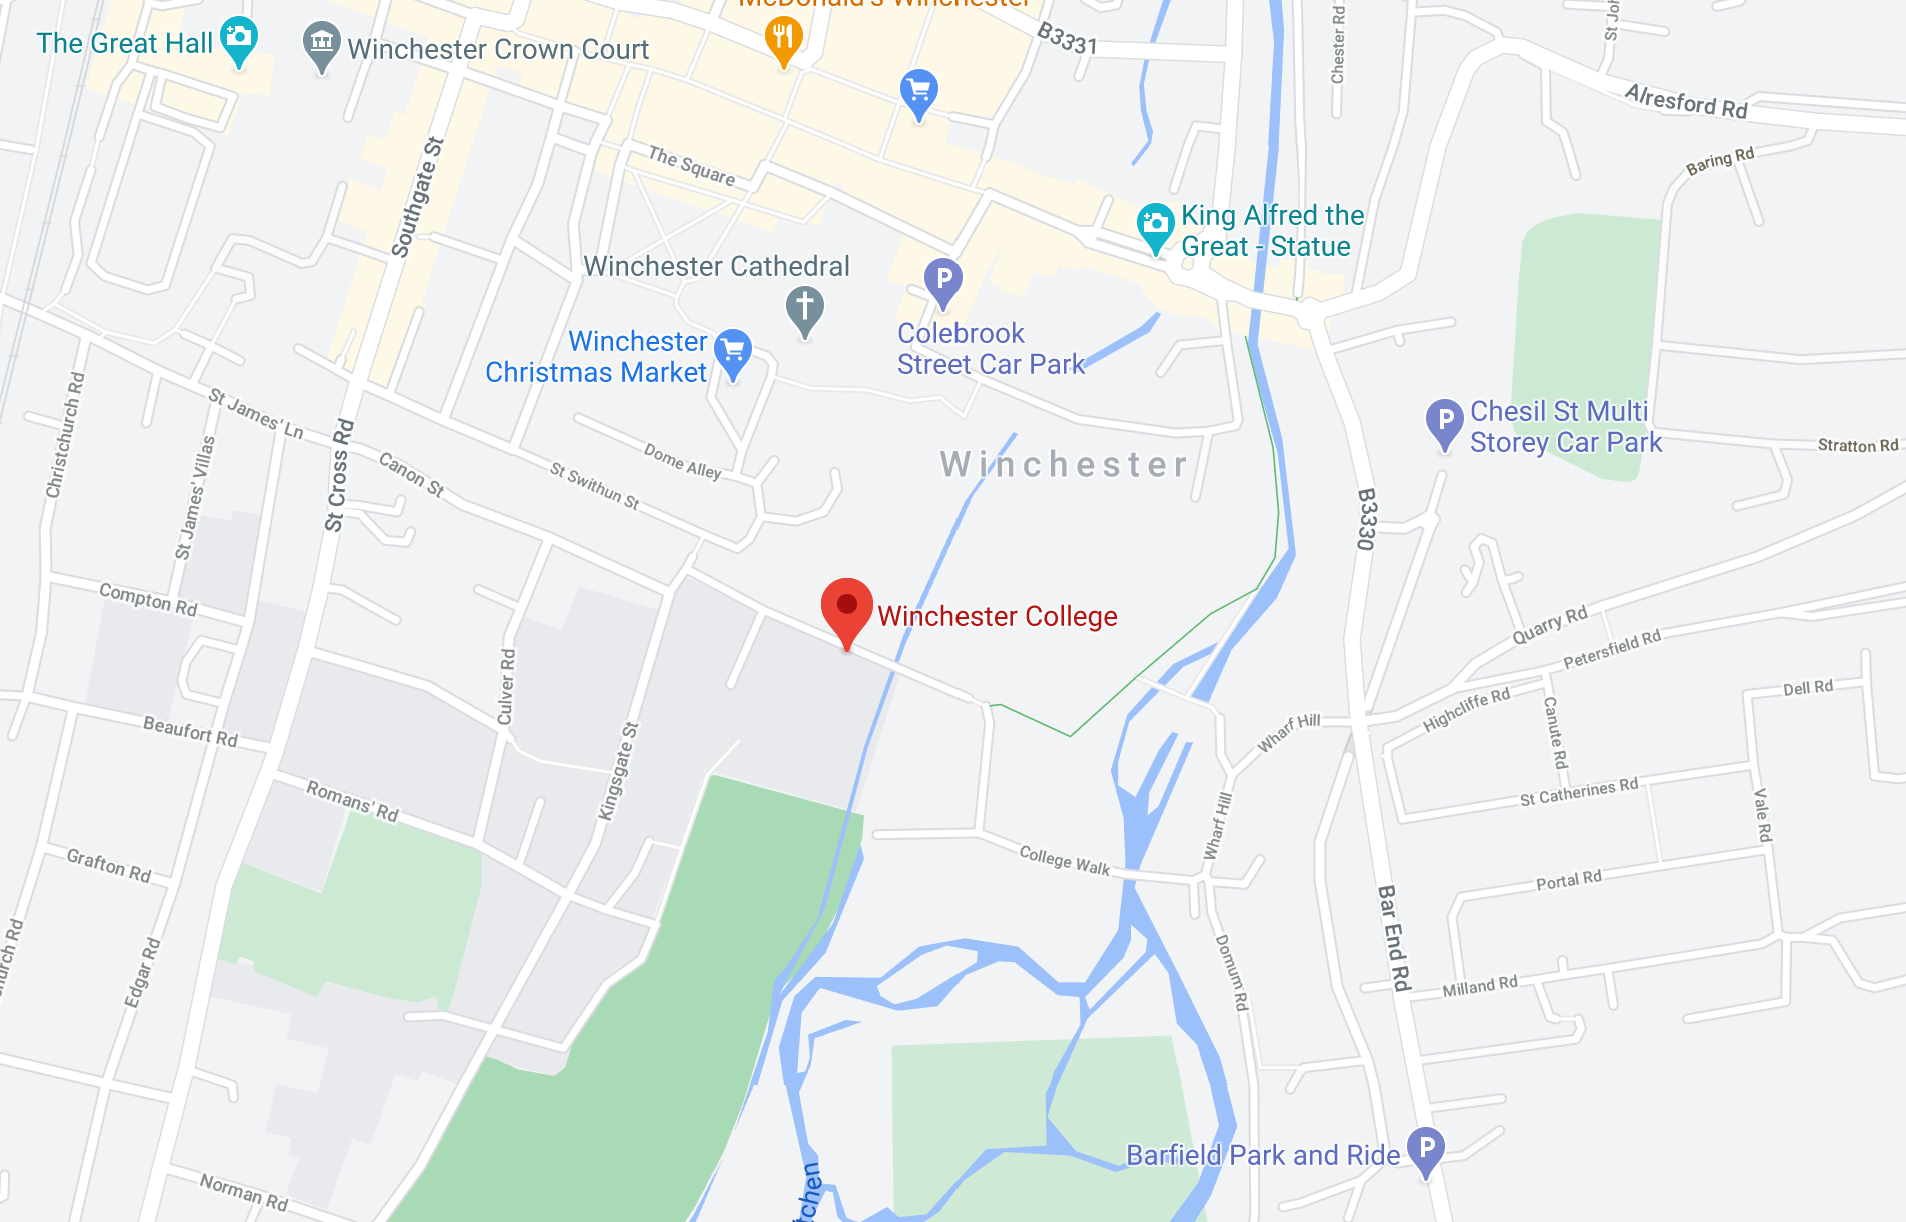 McDonald's Winchester
The Great Hall
Winchester Crown Court
B3331
Chester Rd
Alresford Rd
Baring Rd
The Square
Southgate St
King Alfred the
Great - Statue
Winchester Cathedral
Colebrook
Street Car Park
Winchester
Christmas Market
Christchurch Rd
St James' Ln
St James' Villas
St Cross Rd
Canon St
Dome Alley
St Swithun St
Winchester
Chesil St Multi
Storey Car Park
Stratton Rd
B3330
Compton Rd
Winchester College
Quarry Rd
Petersfield Rd
Highcliffe Rd
Canute Rd
Dell Rd
Culver Rd
Beaufort Rd
Kingsgate St
Wharf Hill
Wharf Hill
St Catherines Rd
Vale Rd
Romans' Rd
Grafton Rd
College Walk
Portal Rd
Bar End Rd
Edgar Rd
Domum Rd
Milland Rd
Barfield Park and Ride
Norman Rd
P
P
P